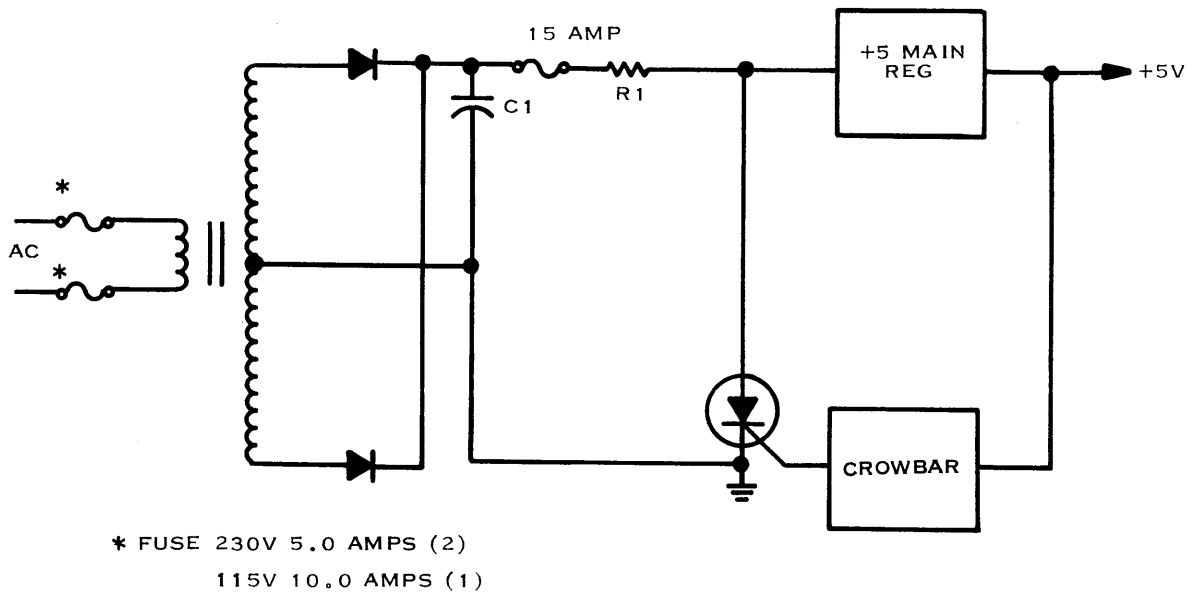 15 AMP
+5 MAIN
REG
+5V
R1
C1
*
AC
*
CROWBAR
* FUSE 230V 5.0 AMPS (2)
115V 10.0 AMPS (1)